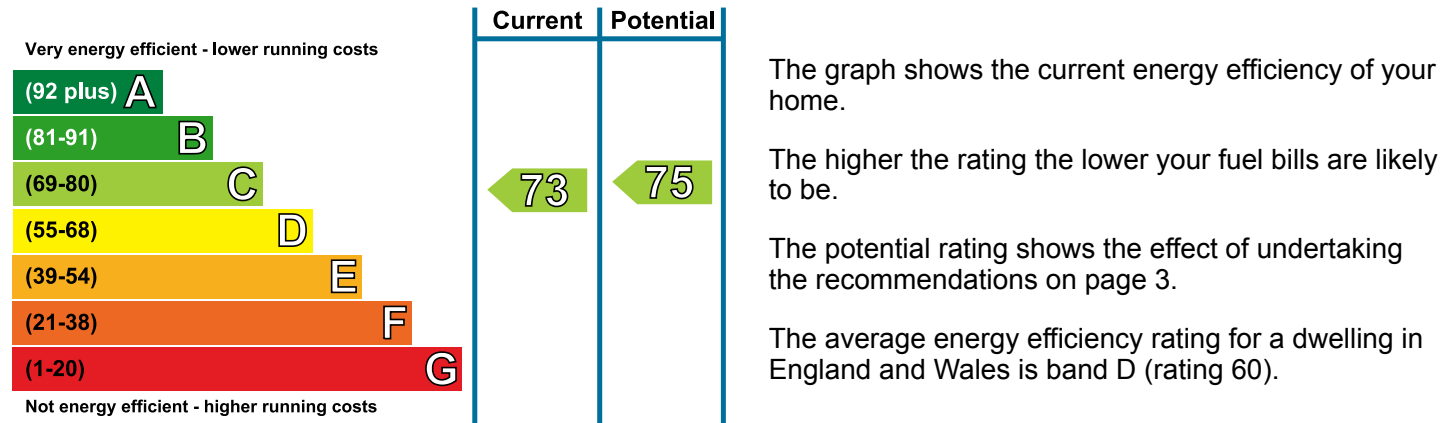 Current Potential
Very energy efficient - lower running costs
(92 plus) A
(81-91) B
(69-80) C
73 75
(55-68) D
(39-54) E
(21-38) F
(1-20) G
Not energy efficient - higher running costs
The graph shows the current energy efficiency of your
home.
The higher the rating the lower your fuel bills are likely
to be.
The potential rating shows the effect of undertaking
the recommendations on page 3.
The average energy efficiency rating for a dwelling in
England and Wales is band D (rating 60).